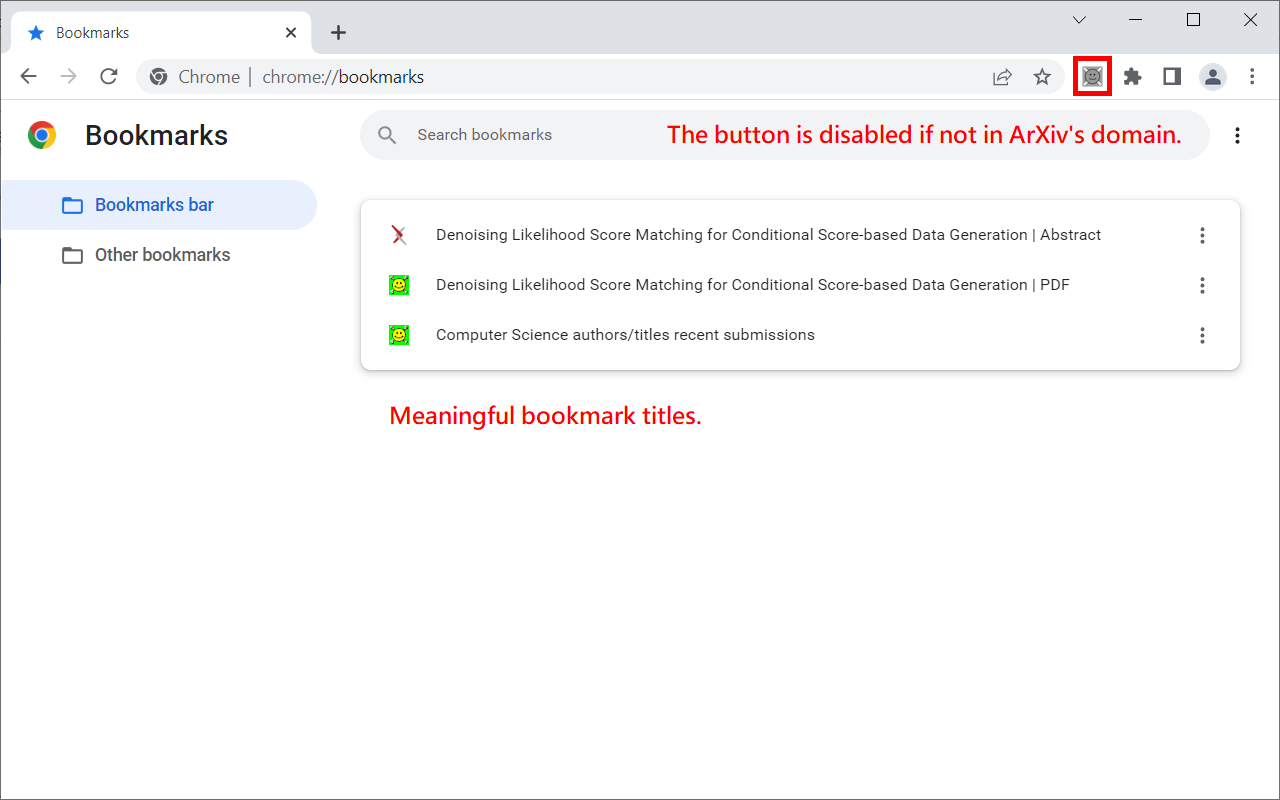 Bookmarks
Chrome | chrome://bookmarks
Bookmarks
Search bookmarks
The button is disabled if not in ArXiv's domain.
Bookmarks bar
Other bookmarks
Denoising Likelihood Score Matching for Conditional Score-based Data Generation | Abstract
Denoising Likelihood Score Matching for Conditional Score-based Data Generation | PDF
Computer Science authors/titles recent submissions
Meaningful bookmark titles.